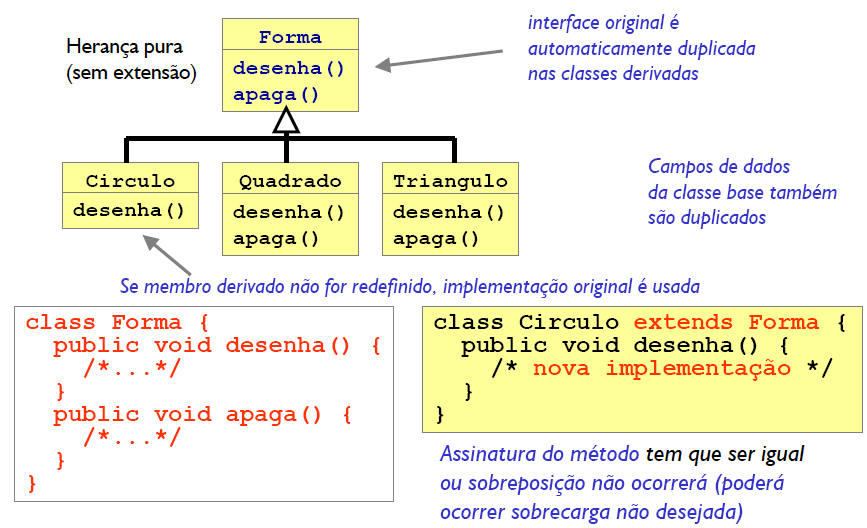 Herança pura
(sem extensão)
Forma
desenha()
apaga()
interface original é
automaticamente duplicada
nas classes derivadas
Circulo
desenha()
Quadrado
desenha()
apaga()
Triangulo
desenha()
apaga()
Campos de dados
da classe base também
são duplicados
Se membro derivado não for redefinido, implementação original é usada
class Forma {
  public void desenha() {
    /*...*/
  }
  public void apaga() {
    /*...*/
  }
}
class Circulo extends Forma {
  public void desenha() {
    /* nova implementação */
  }
}
Assinatura do método tem que ser igual
ou sobreposição não ocorrerá (poderá
ocorrer sobrecarga não desejada)